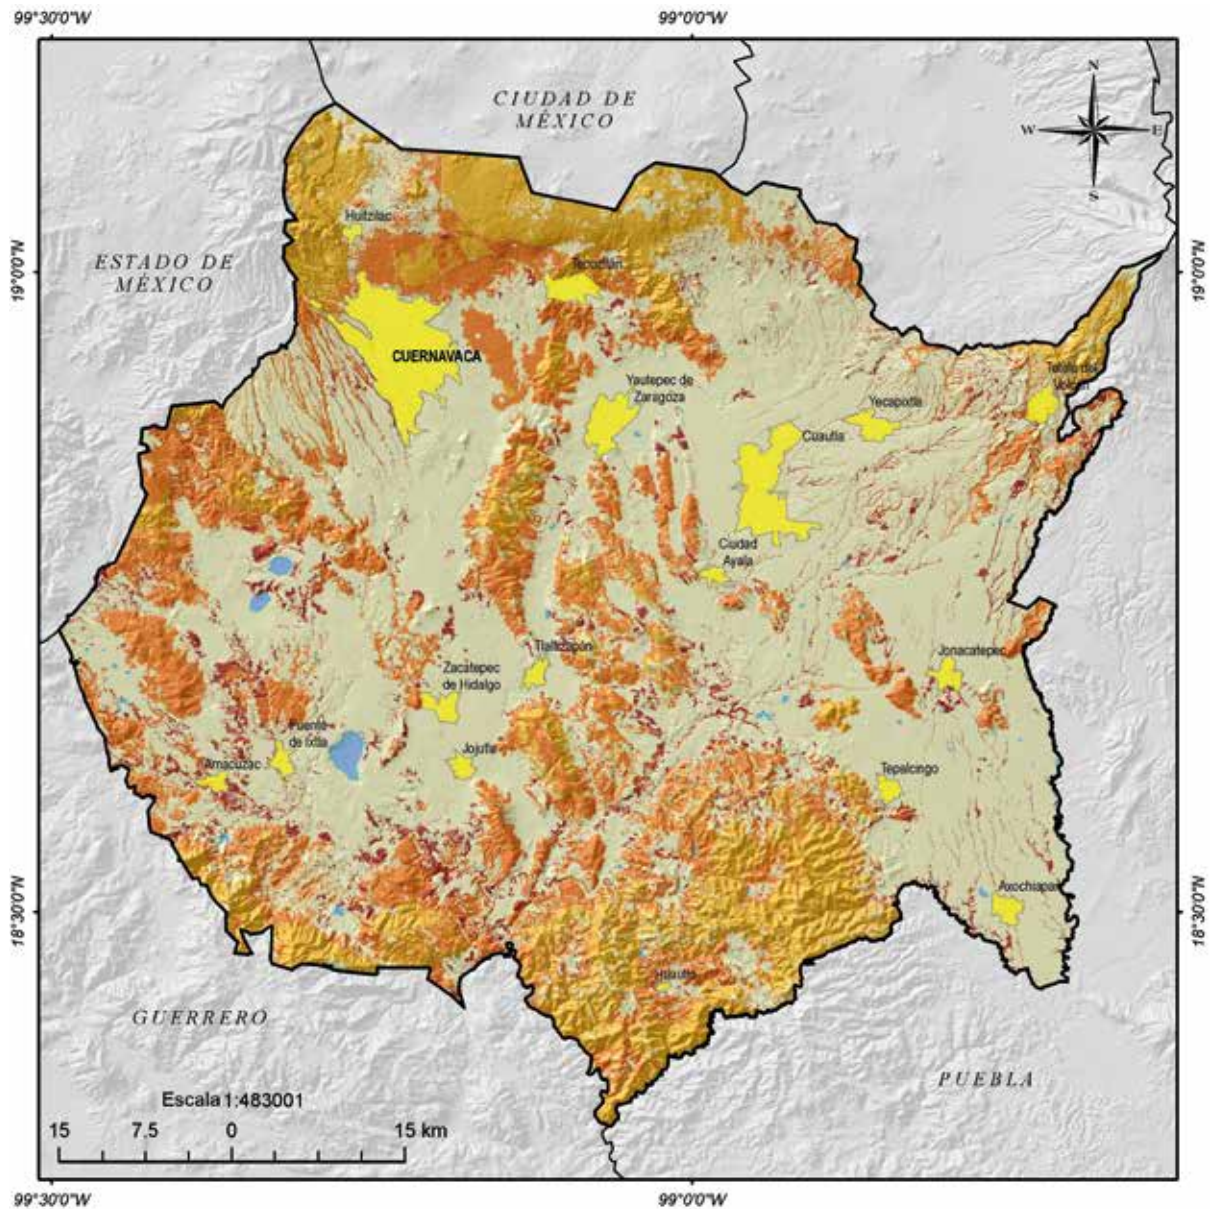 99°30'0"W
99°0'0"W
N
W
E
S
CIUDAD DE
MÉXICO
Huitzilac
ESTADO DE
MÉXICO
19°0'0"N
19°0'0"N
Tepoztlán
CUERNAVACA
Yautepec de
Zaragoza
Tetela del
Volcán
Yecapixtla
Cuautla
Ciudad
Ayala
Tlaltizapán
Jonacatepec
Zacatepec
de Hidalgo
Puente
de Ixtla
Jojutla
Amacuzac
Tepalcingo
Axochiapan
18°30'0"N
18°30'0"N
Huautla
GUERRERO
PUEBLA
Escala 1:483001
15
7.5
0
15 km
99°30'0"W
99°0'0"W